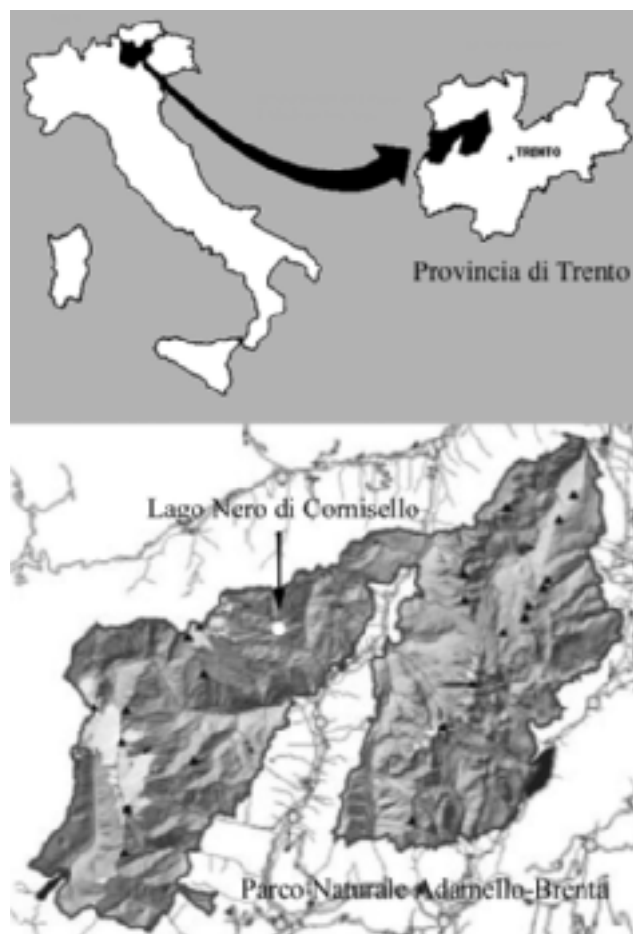 TRENTO
Provincia di Trento
Lago Nero di Cornisello
Parco Naturale Adamello-Brenta